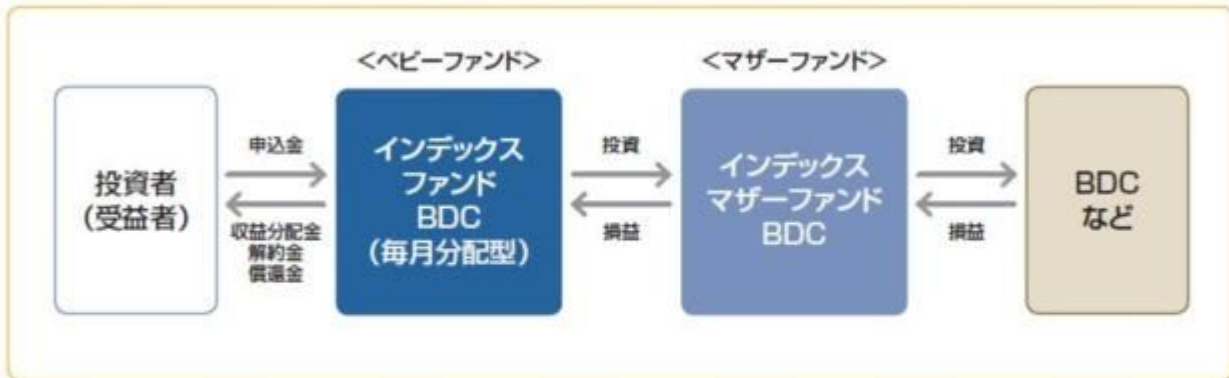 <ベビーファンド>
<マザーファンド>
投資者
(受益者)
申込金
収益分配金
解約金
償還金
インデックス
ファンド
BDC
(毎月分配型)
投資
損益
インデックス
マザーファンド
BDC
投資
損益
BDC
など